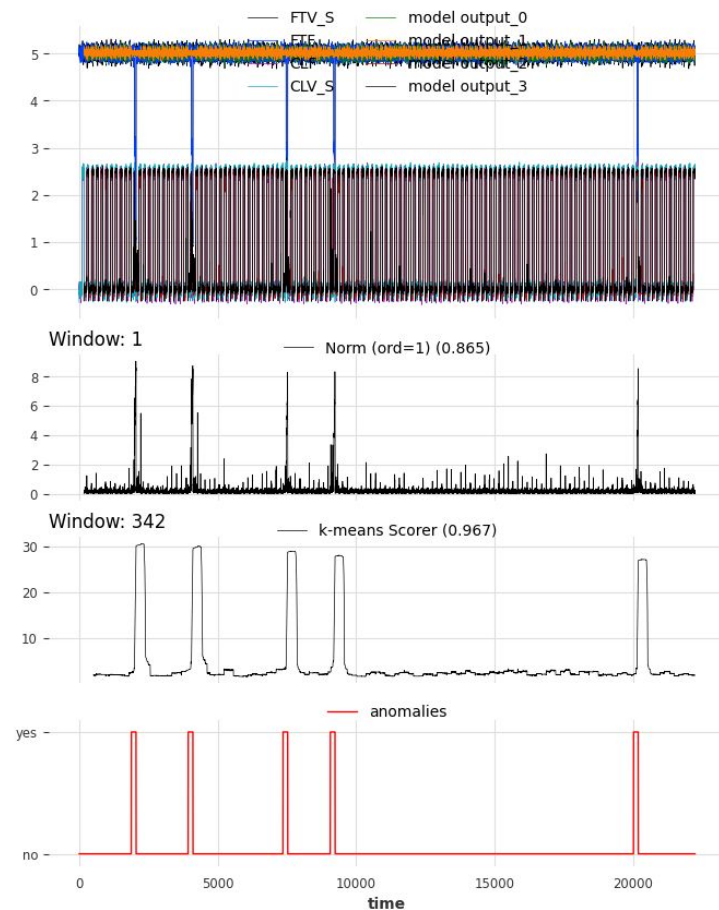 FTV_S model output_0
model output_1
model output_2
CLV_S model output_3
5
4
3
2
1
0
Window: 1
Norm (ord=1) (0.865)
8
6
4
2
0
Window: 342
k-means Scorer (0.967)
30
20
10
anomalies
yes
no
0 5000 10000 15000 20000
time